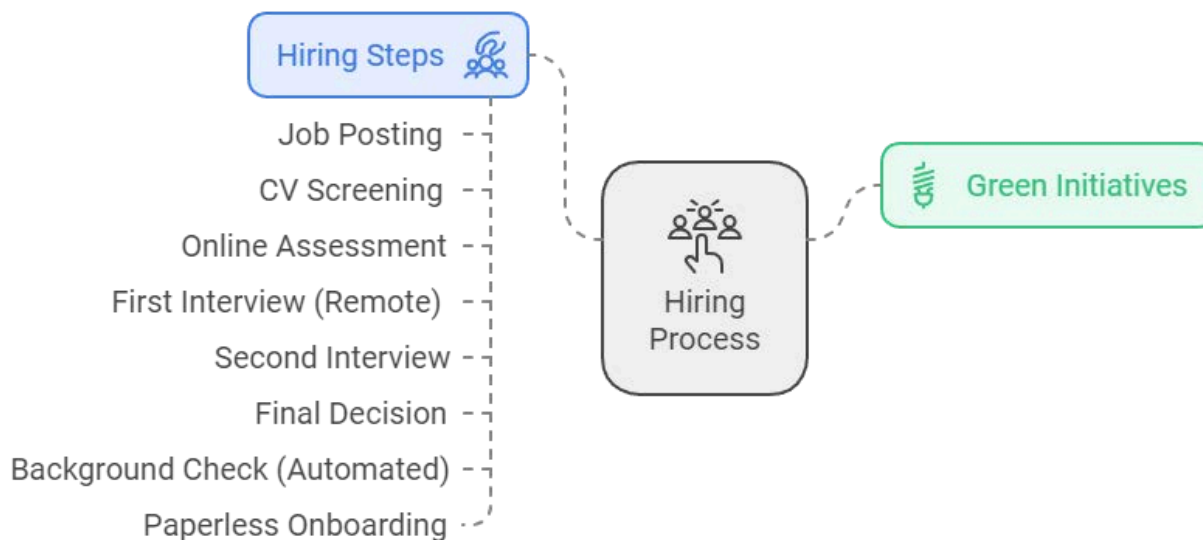 Hiring Steps
Job Posting
CV Screening
Online Assessment
First Interview (Remote)
Second Interview
Final Decision
Background Check (Automated)
Paperless Onboarding
Hiring
Process
Green Initiatives